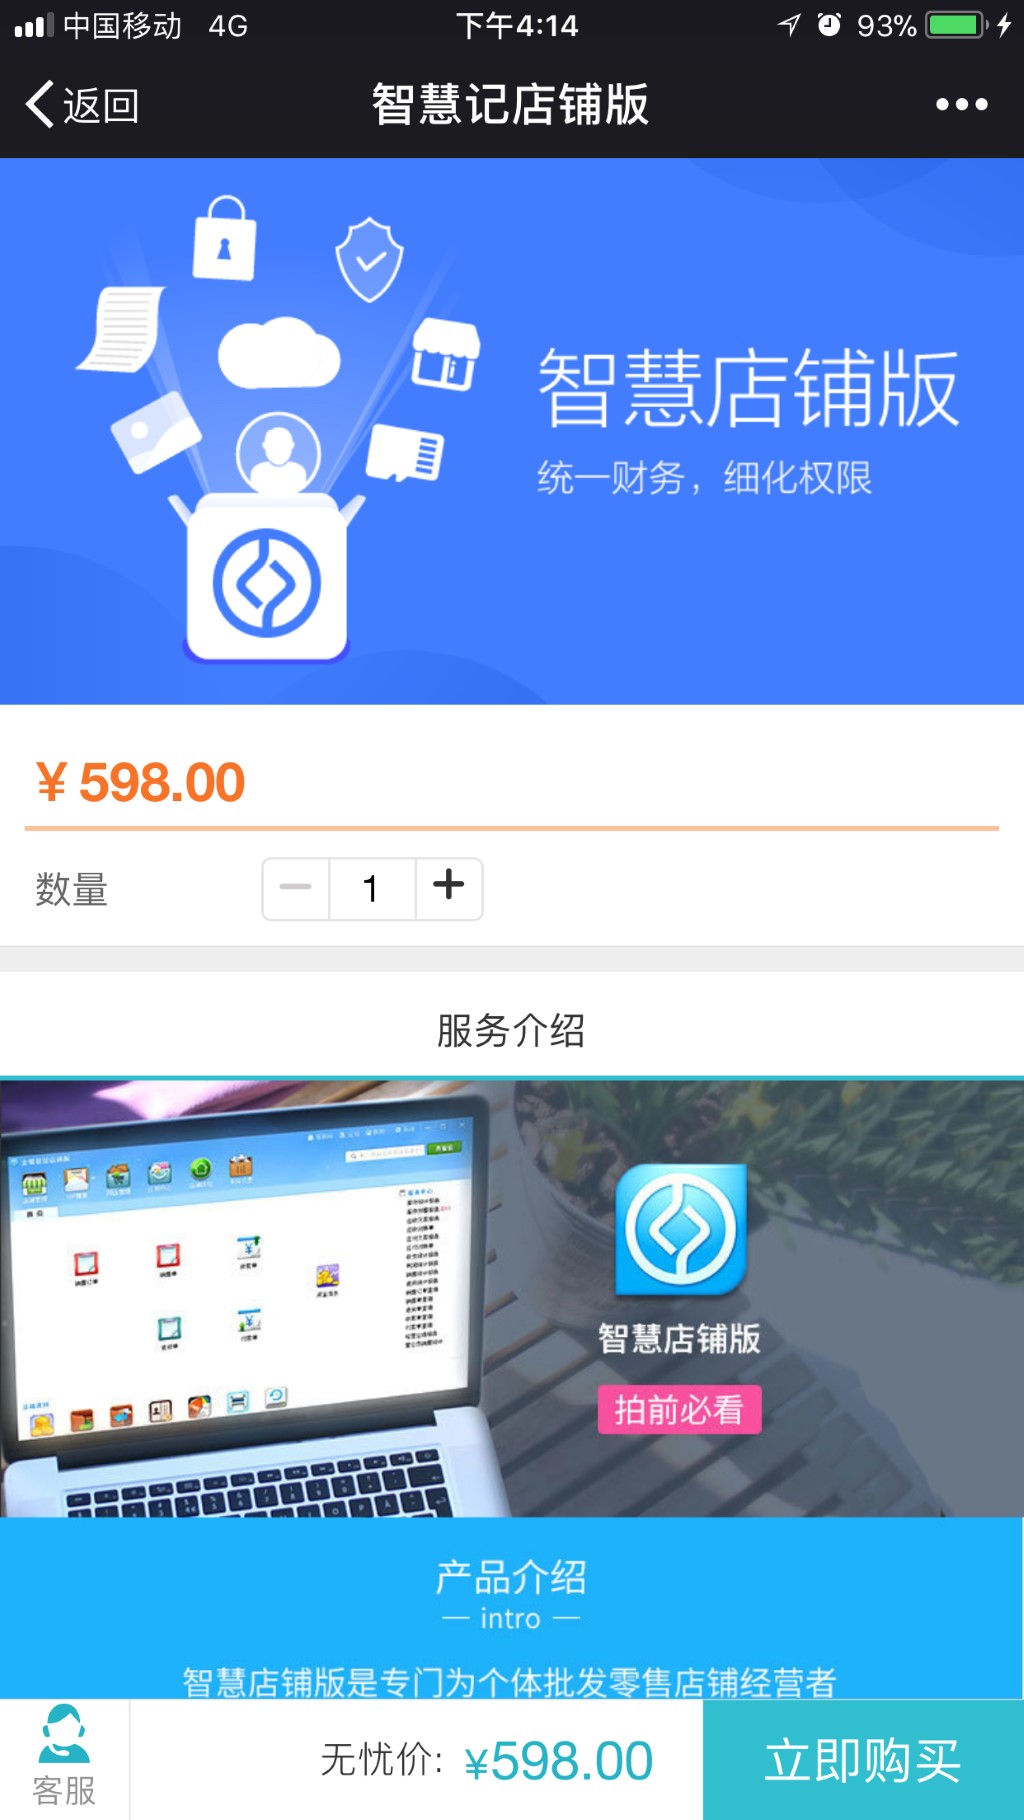 中国移动 4G 下午4:14 93%
返回 智慧记店铺版
智慧店铺版
统一财务，细化权限
¥ 598.00
数量 1
服务介绍
智慧店铺版
拍前必看
产品介绍
intro
智慧店铺版是专门为个体批发零售店铺经营者
客服 无忧价: ¥598.00 立即购买